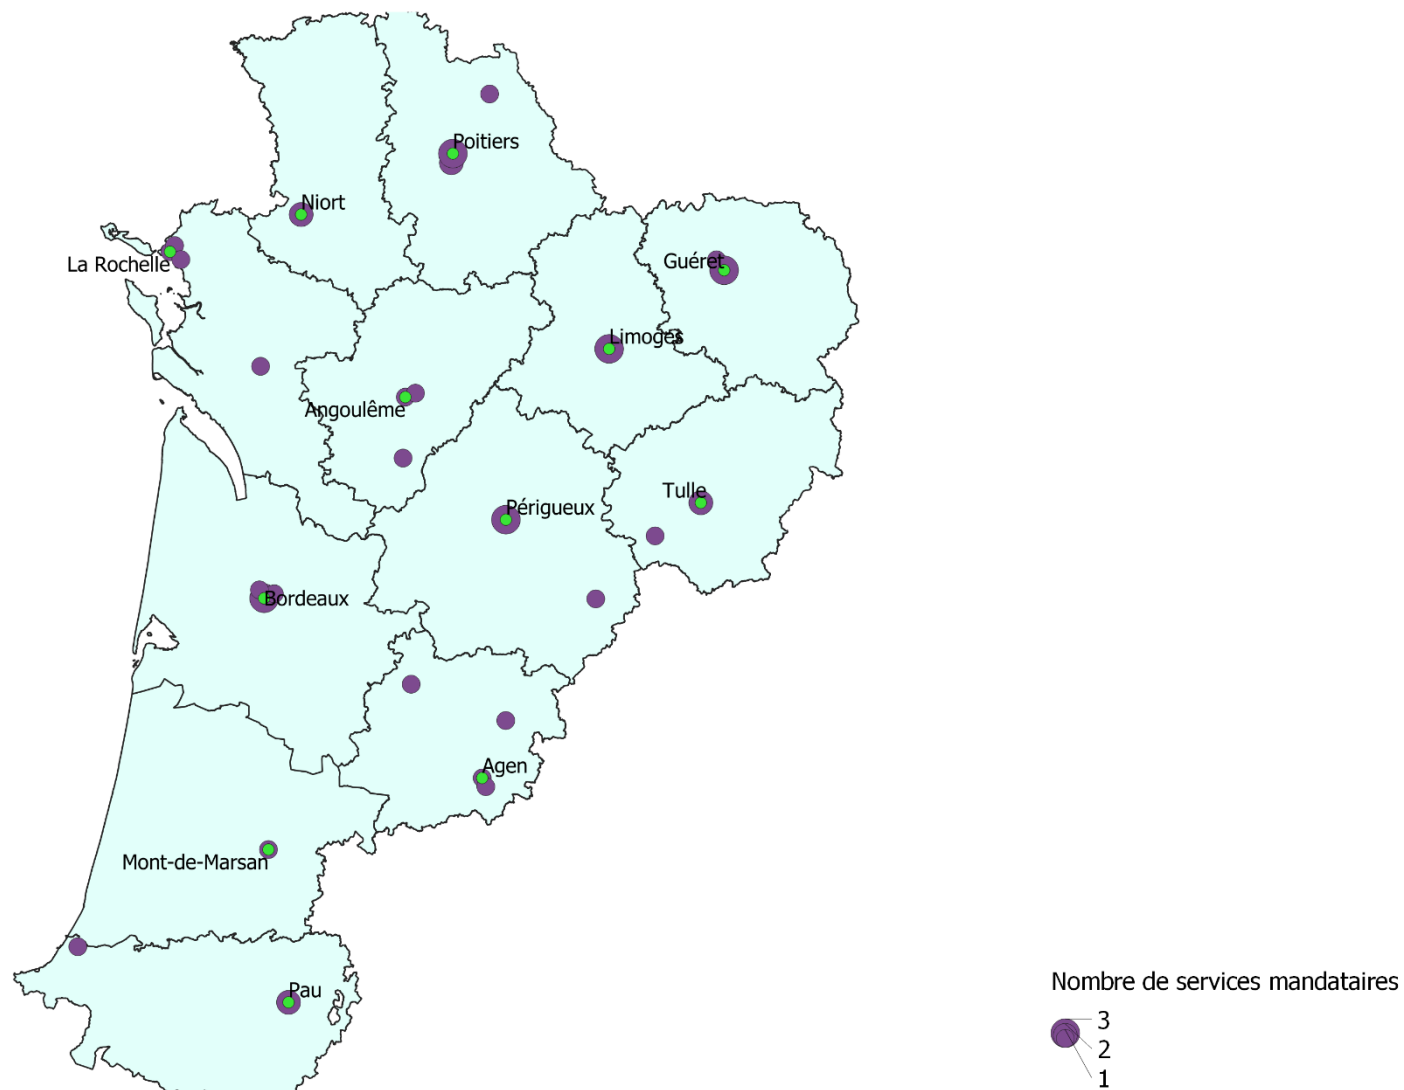 Poitiers
Niort
La Rochelle
Guéret
Limoges
3
Angoulême
Tulle
Périgueux
Bordeaux
Agen
Mont-de-Marsan
Pau
Nombre de services mandataires
3
2
1